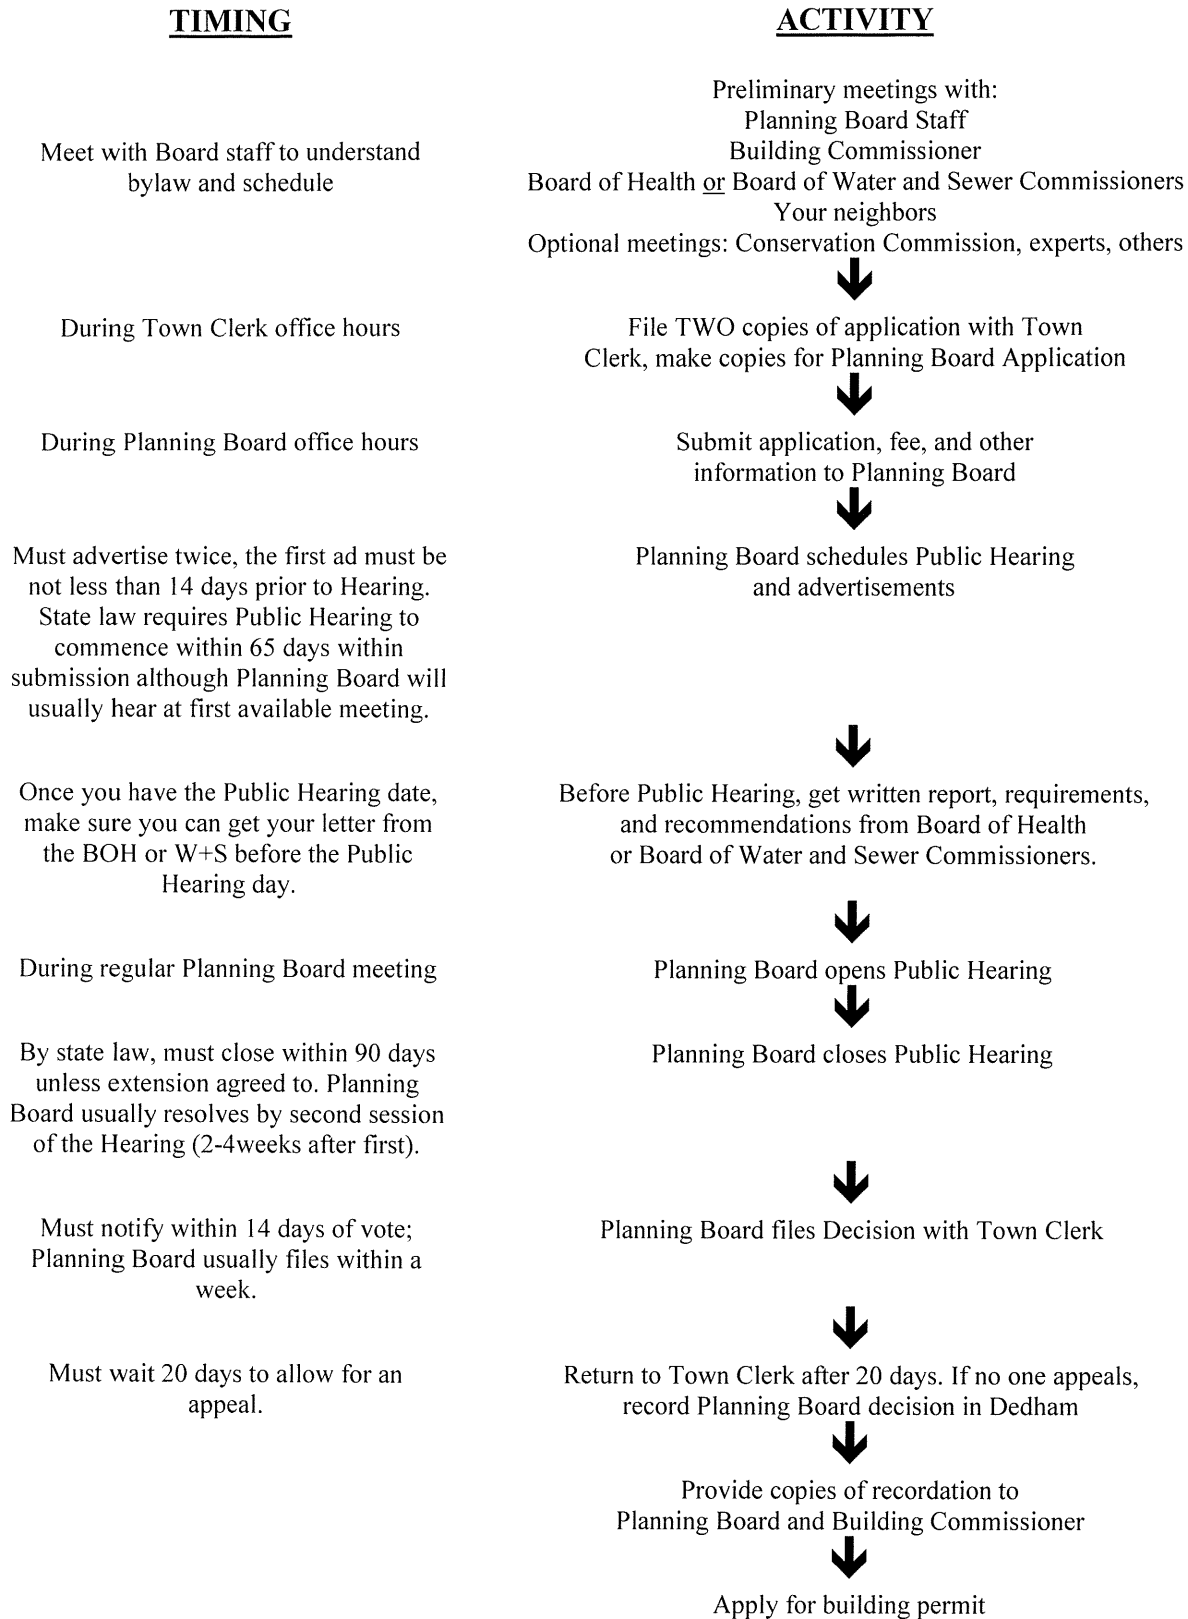 TIMING
ACTIVITY
Meet with Board staff to understand
bylaw and schedule
Preliminary meetings with:
Planning Board Staff
Building Commissioner
Board of Health or Board of Water and Sewer Commissioners
Your neighbors
Optional meetings: Conservation Commission, experts, others
During Town Clerk office hours
File TWO copies of application with Town
Clerk, make copies for Planning Board Application
During Planning Board office hours
Submit application, fee, and other
information to Planning Board
Must advertise twice, the first ad must be
not less than 14 days prior to Hearing.
State law requires Public Hearing to
commence within 65 days within
submission although Planning Board will
usually hear at first available meeting.
Planning Board schedules Public Hearing
and advertisements
Once you have the Public Hearing date,
make sure you can get your letter from
the BOH or W+S before the Public
Hearing day.
Before Public Hearing, get written report, requirements,
and recommendations from Board of Health
or Board of Water and Sewer Commissioners.
During regular Planning Board meeting
Planning Board opens Public Hearing
By state law, must close within 90 days
unless extension agreed to. Planning
Board usually resolves by second session
of the Hearing (2-4weeks after first).
Planning Board closes Public Hearing
Must notify within 14 days of vote;
Planning Board usually files within a
week.
Planning Board files Decision with Town Clerk
Must wait 20 days to allow for an
appeal.
Return to Town Clerk after 20 days. If no one appeals,
record Planning Board decision in Dedham
Provide copies of recordation to
Planning Board and Building Commissioner
Apply for building permit